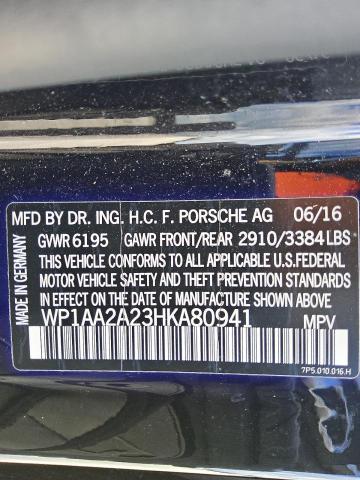 MADE IN GERMANY
MFD BY DR. ING. H.C. F. PORSCHE AG 06/16
GVWR 6195 GAWR FRONT/REAR 2910/3384 LBS
THIS VEHICLE CONFORMS TO ALL APPLICABLE U.S. FEDERAL
MOTOR VEHICLE SAFETY, BUMPER, AND THEFT PREVENTION
STANDARDS IN EFFECT ON THE DATE OF MANUFACTURE
WP1AA2A23HKA80941 MPV
7P5.010.016.H